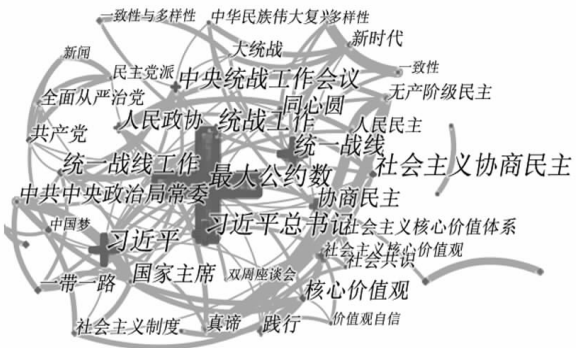 一致性与多样性
中华民族伟大复兴
多样性
新时代
大统战
新闻
民主党派
中央统战工作会议
一致性
全面从严治党
同心圆
无产阶级民主
人民政协
统战工作
人民民主
共产党
统一战线
统一战线工作
最大公约数
社会主义协商民主
中共中央政治局常委
协商民主
中国梦
习近平总书记
社会主义核心价值体系
习近平
社会主义核心价值观
社会共识
一带一路
国家主席
双周座谈会
核心价值观
社会主义制度
真谛
践行
价值观自信